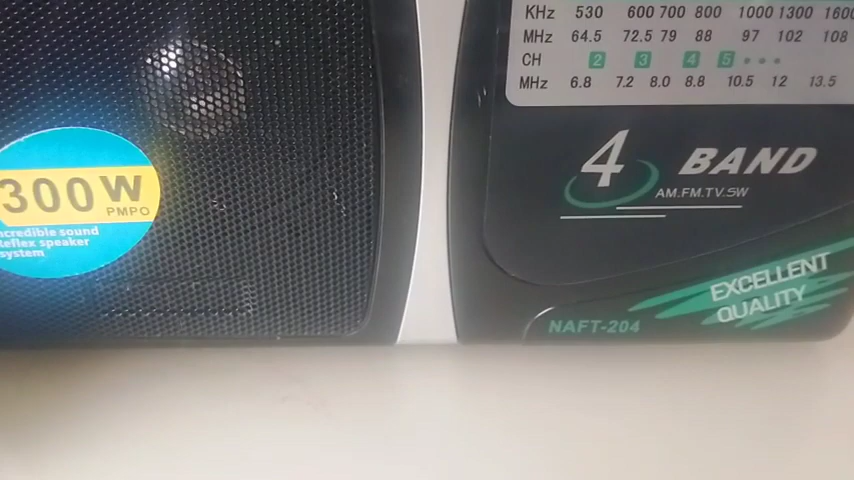 KHz 530 600 700 800 1000 1300 1600
MHz 64.5 72.5 79 88 97 102 108
CH 2 3 4 5
MHz 6.8 7.2 8.0 8.8 10.5 12 13.5
4 BAND
AM.FM.TV.SW
300W
PMPO
ncredible sound
Reflex speaker
system
EXCELLENT
QUALITY
NAFT-204